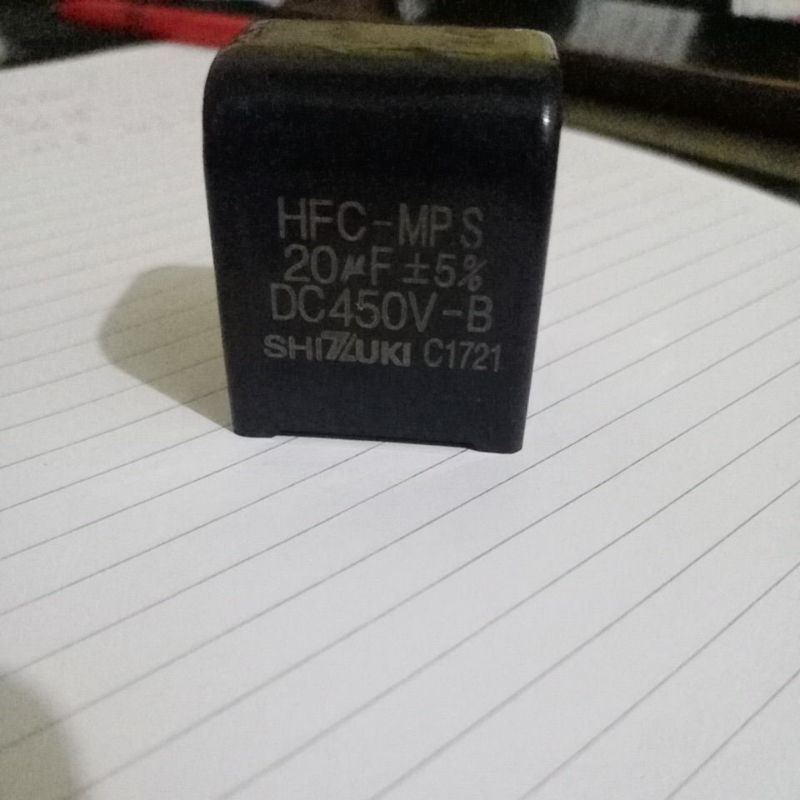 HFC-MPS
20μF±5%
DC450V-B
SHIZUKI C1721